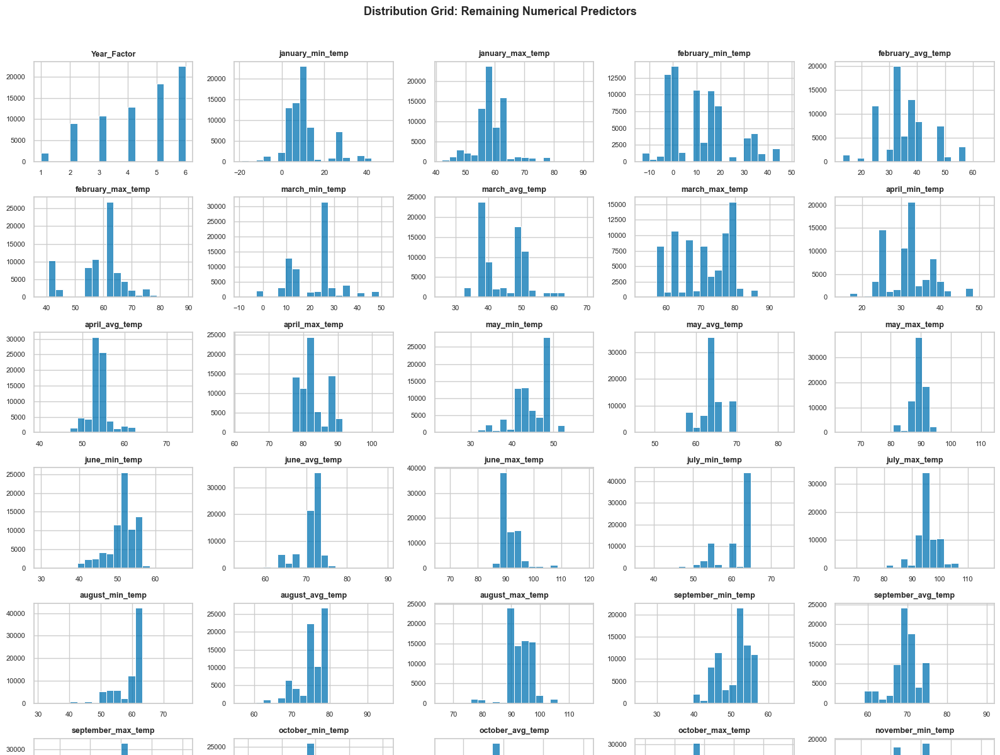 Distribution Grid: Remaining Numerical Predictors
Year_Factor
january_min_temp
january_max_temp
february_min_temp
february_avg_temp
20000
15000
10000
5000
0
1 2 3 4 5 6
20000
15000
10000
5000
0
−20 0 20 40
20000
15000
10000
5000
0
40 50 60 70 80 90
12500
10000
7500
5000
2500
0
−10 0 10 20 30 40 50
20000
15000
10000
5000
0
20 30 40 50 60
february_max_temp
march_min_temp
march_avg_temp
march_max_temp
april_min_temp
25000
20000
15000
10000
5000
0
40 50 60 70 80 90
30000
25000
20000
15000
10000
5000
0
−10 0 10 20 30 40 50
25000
20000
15000
10000
5000
0
30 40 50 60 70
15000
12500
10000
7500
5000
2500
0
60 70 80 90
20000
15000
10000
5000
0
20 30 40 50
april_avg_temp
april_max_temp
may_min_temp
may_avg_temp
may_max_temp
30000
25000
20000
15000
10000
5000
0
40 50 60 70
25000
20000
15000
10000
5000
0
60 70 80 90 100
25000
20000
15000
10000
5000
0
30 40 50
30000
20000
10000
0
50 60 70 80
30000
20000
10000
0
70 80 90 100 110
june_min_temp
june_avg_temp
june_max_temp
july_min_temp
july_max_temp
25000
20000
15000
10000
5000
0
30 40 50 60
30000
20000
10000
0
60 70 80 90
40000
30000
20000
10000
0
70 80 90 100 110 120
40000
30000
20000
10000
0
40 50 60 70
30000
20000
10000
0
70 80 90 100 110
august_min_temp
august_avg_temp
august_max_temp
september_min_temp
september_avg_temp
40000
30000
20000
10000
0
30 40 50 60 70
25000
20000
15000
10000
5000
0
60 70 80 90
25000
20000
15000
10000
5000
0
70 80 90 100 110
20000
15000
10000
5000
0
30 40 50 60
25000
20000
15000
10000
5000
0
60 70 80 90
september_max_temp
october_min_temp
october_avg_temp
october_max_temp
november_min_temp
30000
25000
30000
20000